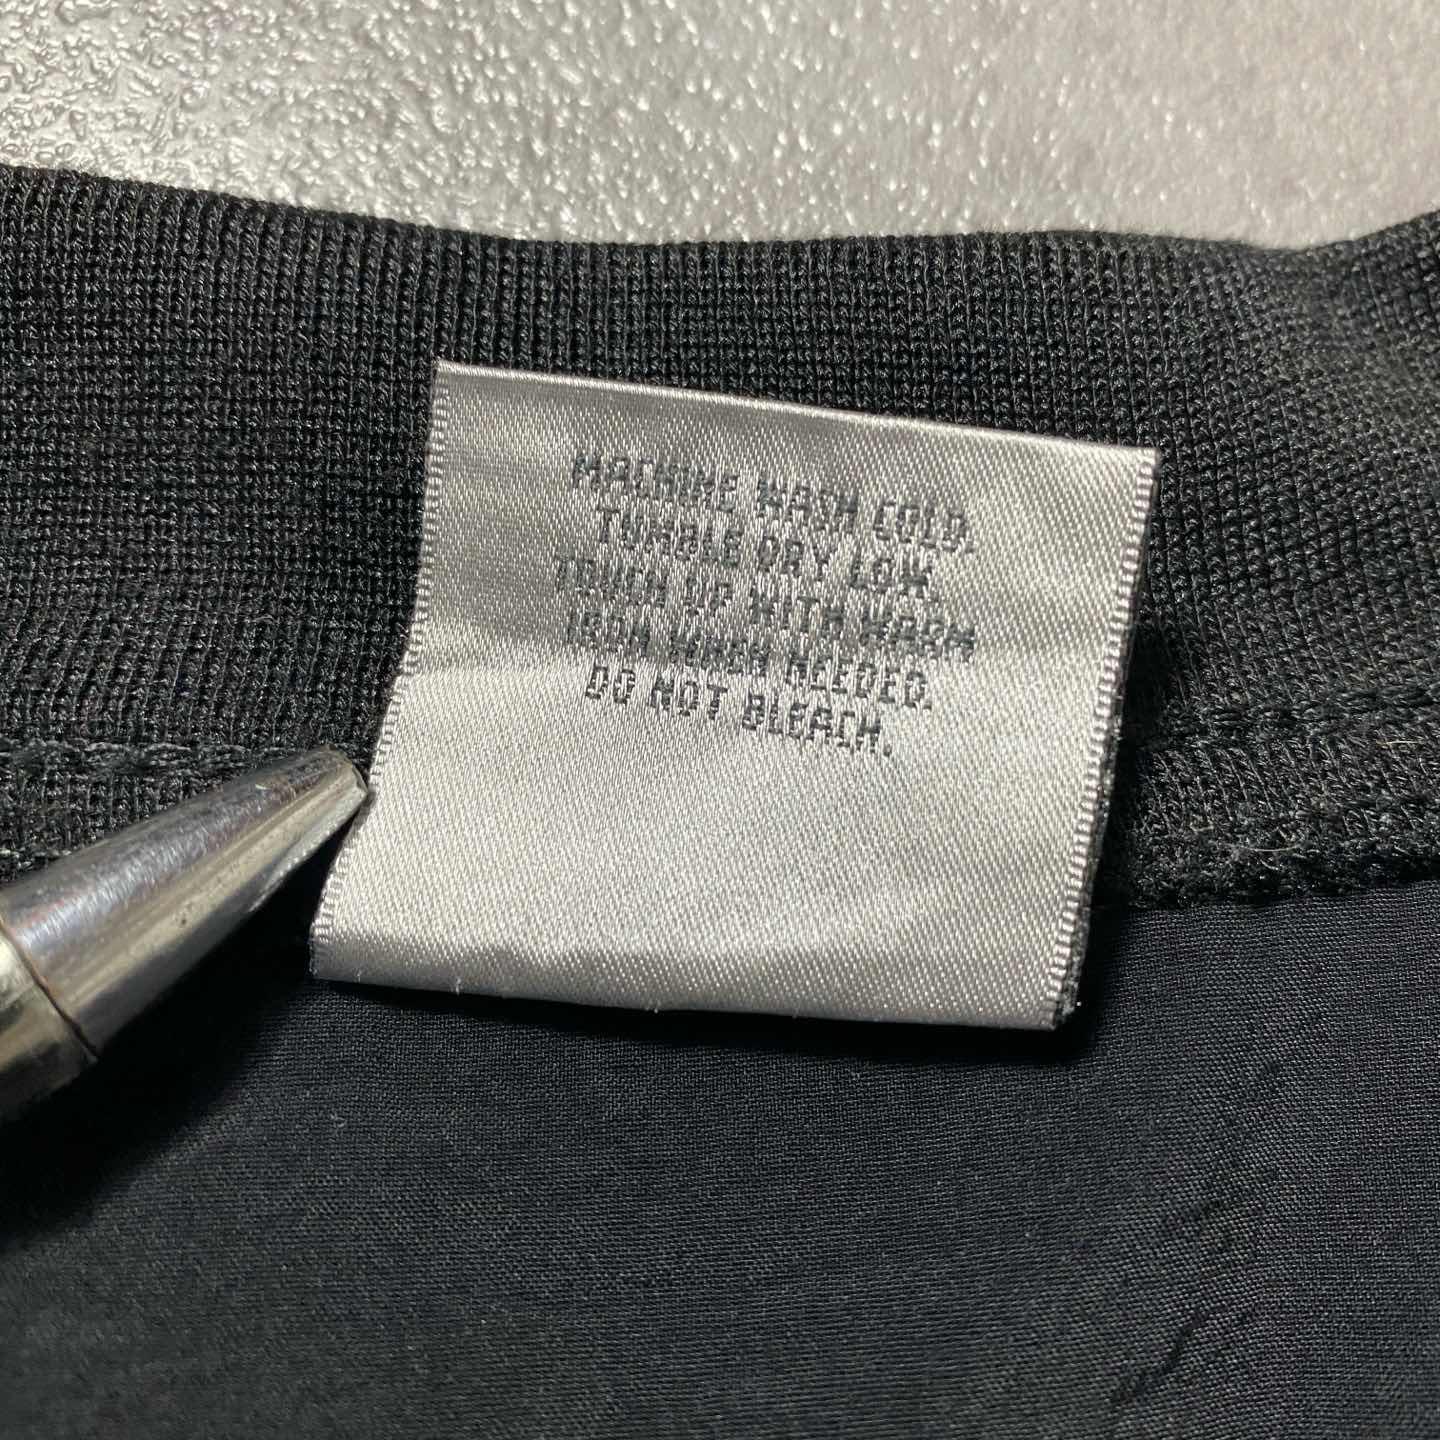 MACHINE WASH COLD.
TUMBLE DRY LOW.
TOUCH UP WITH WARM
IRON WHEN NEEDED.
DO NOT BLEACH.